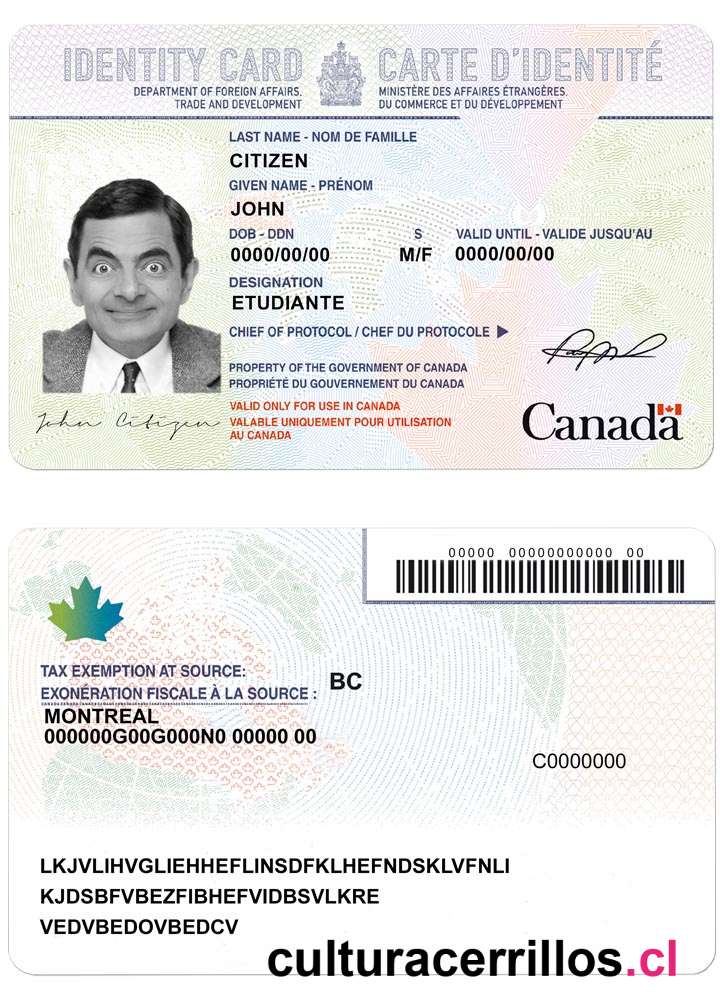 IDENTITY CARD
CARTE D'IDENTITÉ
DEPARTMENT OF FOREIGN AFFAIRS,
TRADE AND DEVELOPMENT
MINISTÈRE DES AFFAIRES ÉTRANGÈRES,
DU COMMERCE ET DU DÉVELOPPEMENT
LAST NAME - NOM DE FAMILLE
CITIZEN
GIVEN NAME - PRÉNOM
JOHN
DOB - DDN S VALID UNTIL - VALIDE JUSQU'AU
0000/00/00 M/F 0000/00/00
DESIGNATION
ETUDIANTE
CHIEF OF PROTOCOL / CHEF DU PROTOCOLE
PROPERTY OF THE GOVERNMENT OF CANADA
PROPRIÉTÉ DU GOUVERNEMENT DU CANADA
VALID ONLY FOR USE IN CANADA
VALABLE UNIQUEMENT POUR UTILISATION
AU CANADA
John Citizen
Canada
00000 00000000000 00
TAX EXEMPTION AT SOURCE:
EXONÉRATION FISCALE À LA SOURCE :
BC
MONTREAL
000000G00G000N0 00000 00
C0000000
LKJVLIHVGLIEHHEFLINSDFKLHEFNDSKLVFNLI
KJDSBFVBEZFIBHEFVIDBSVLKRE
VEDVBEDOVBEDCV
culturacerrillos.cl